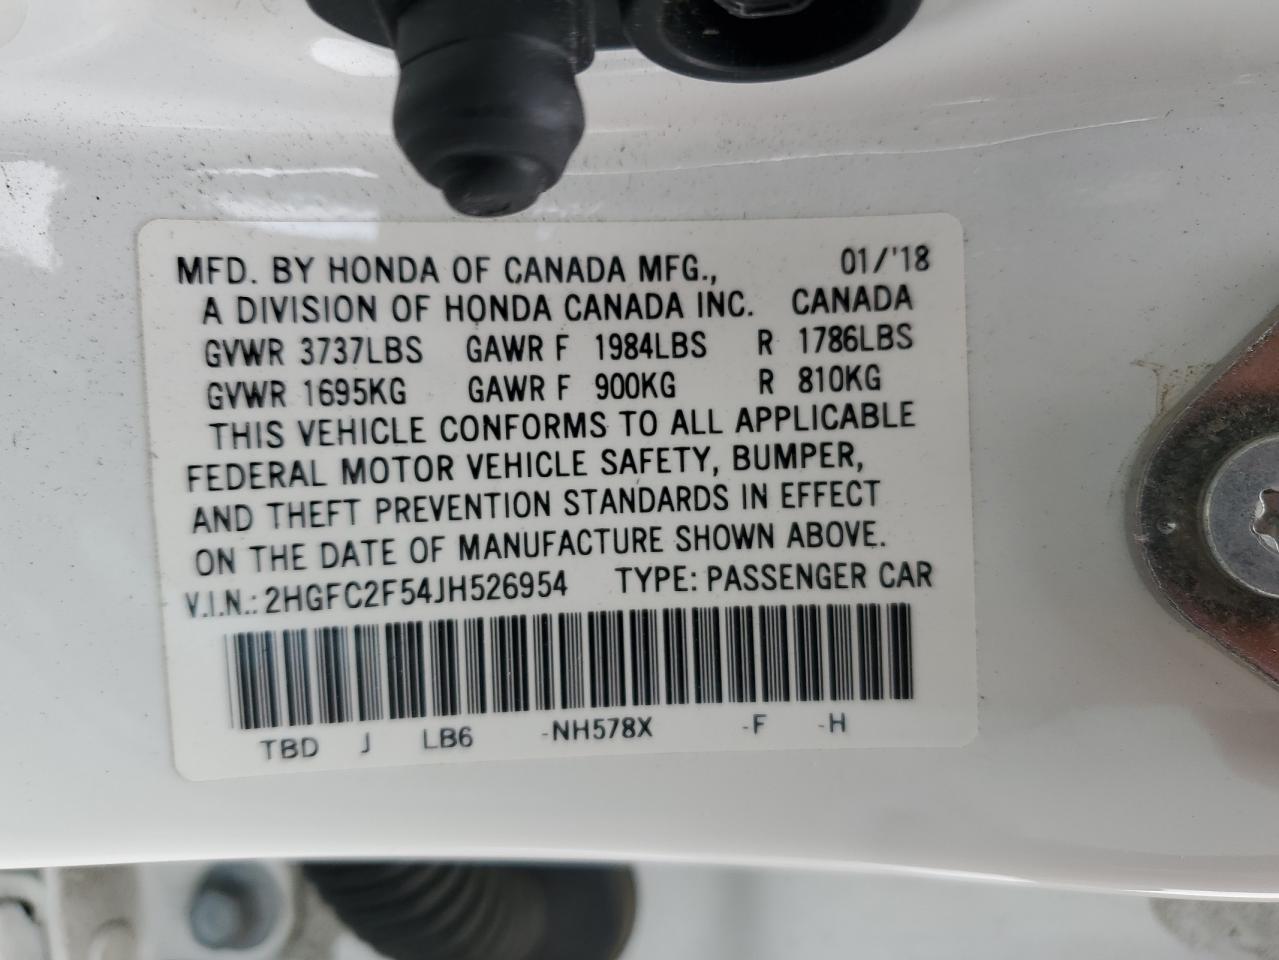 MFD. BY HONDA OF CANADA MFG., 01/'18
A DIVISION OF HONDA CANADA INC. CANADA
GVWR 3737LBS GAWR F 1984LBS R 1786LBS
GVWR 1695KG GAWR F 900KG R 810KG
THIS VEHICLE CONFORMS TO ALL APPLICABLE
FEDERAL MOTOR VEHICLE SAFETY, BUMPER,
AND THEFT PREVENTION STANDARDS IN EFFECT
ON THE DATE OF MANUFACTURE SHOWN ABOVE.
V.I.N.: 2HGFC2F54JH526954 TYPE: PASSENGER CAR
TBD J LB6 -NH578X -F -H